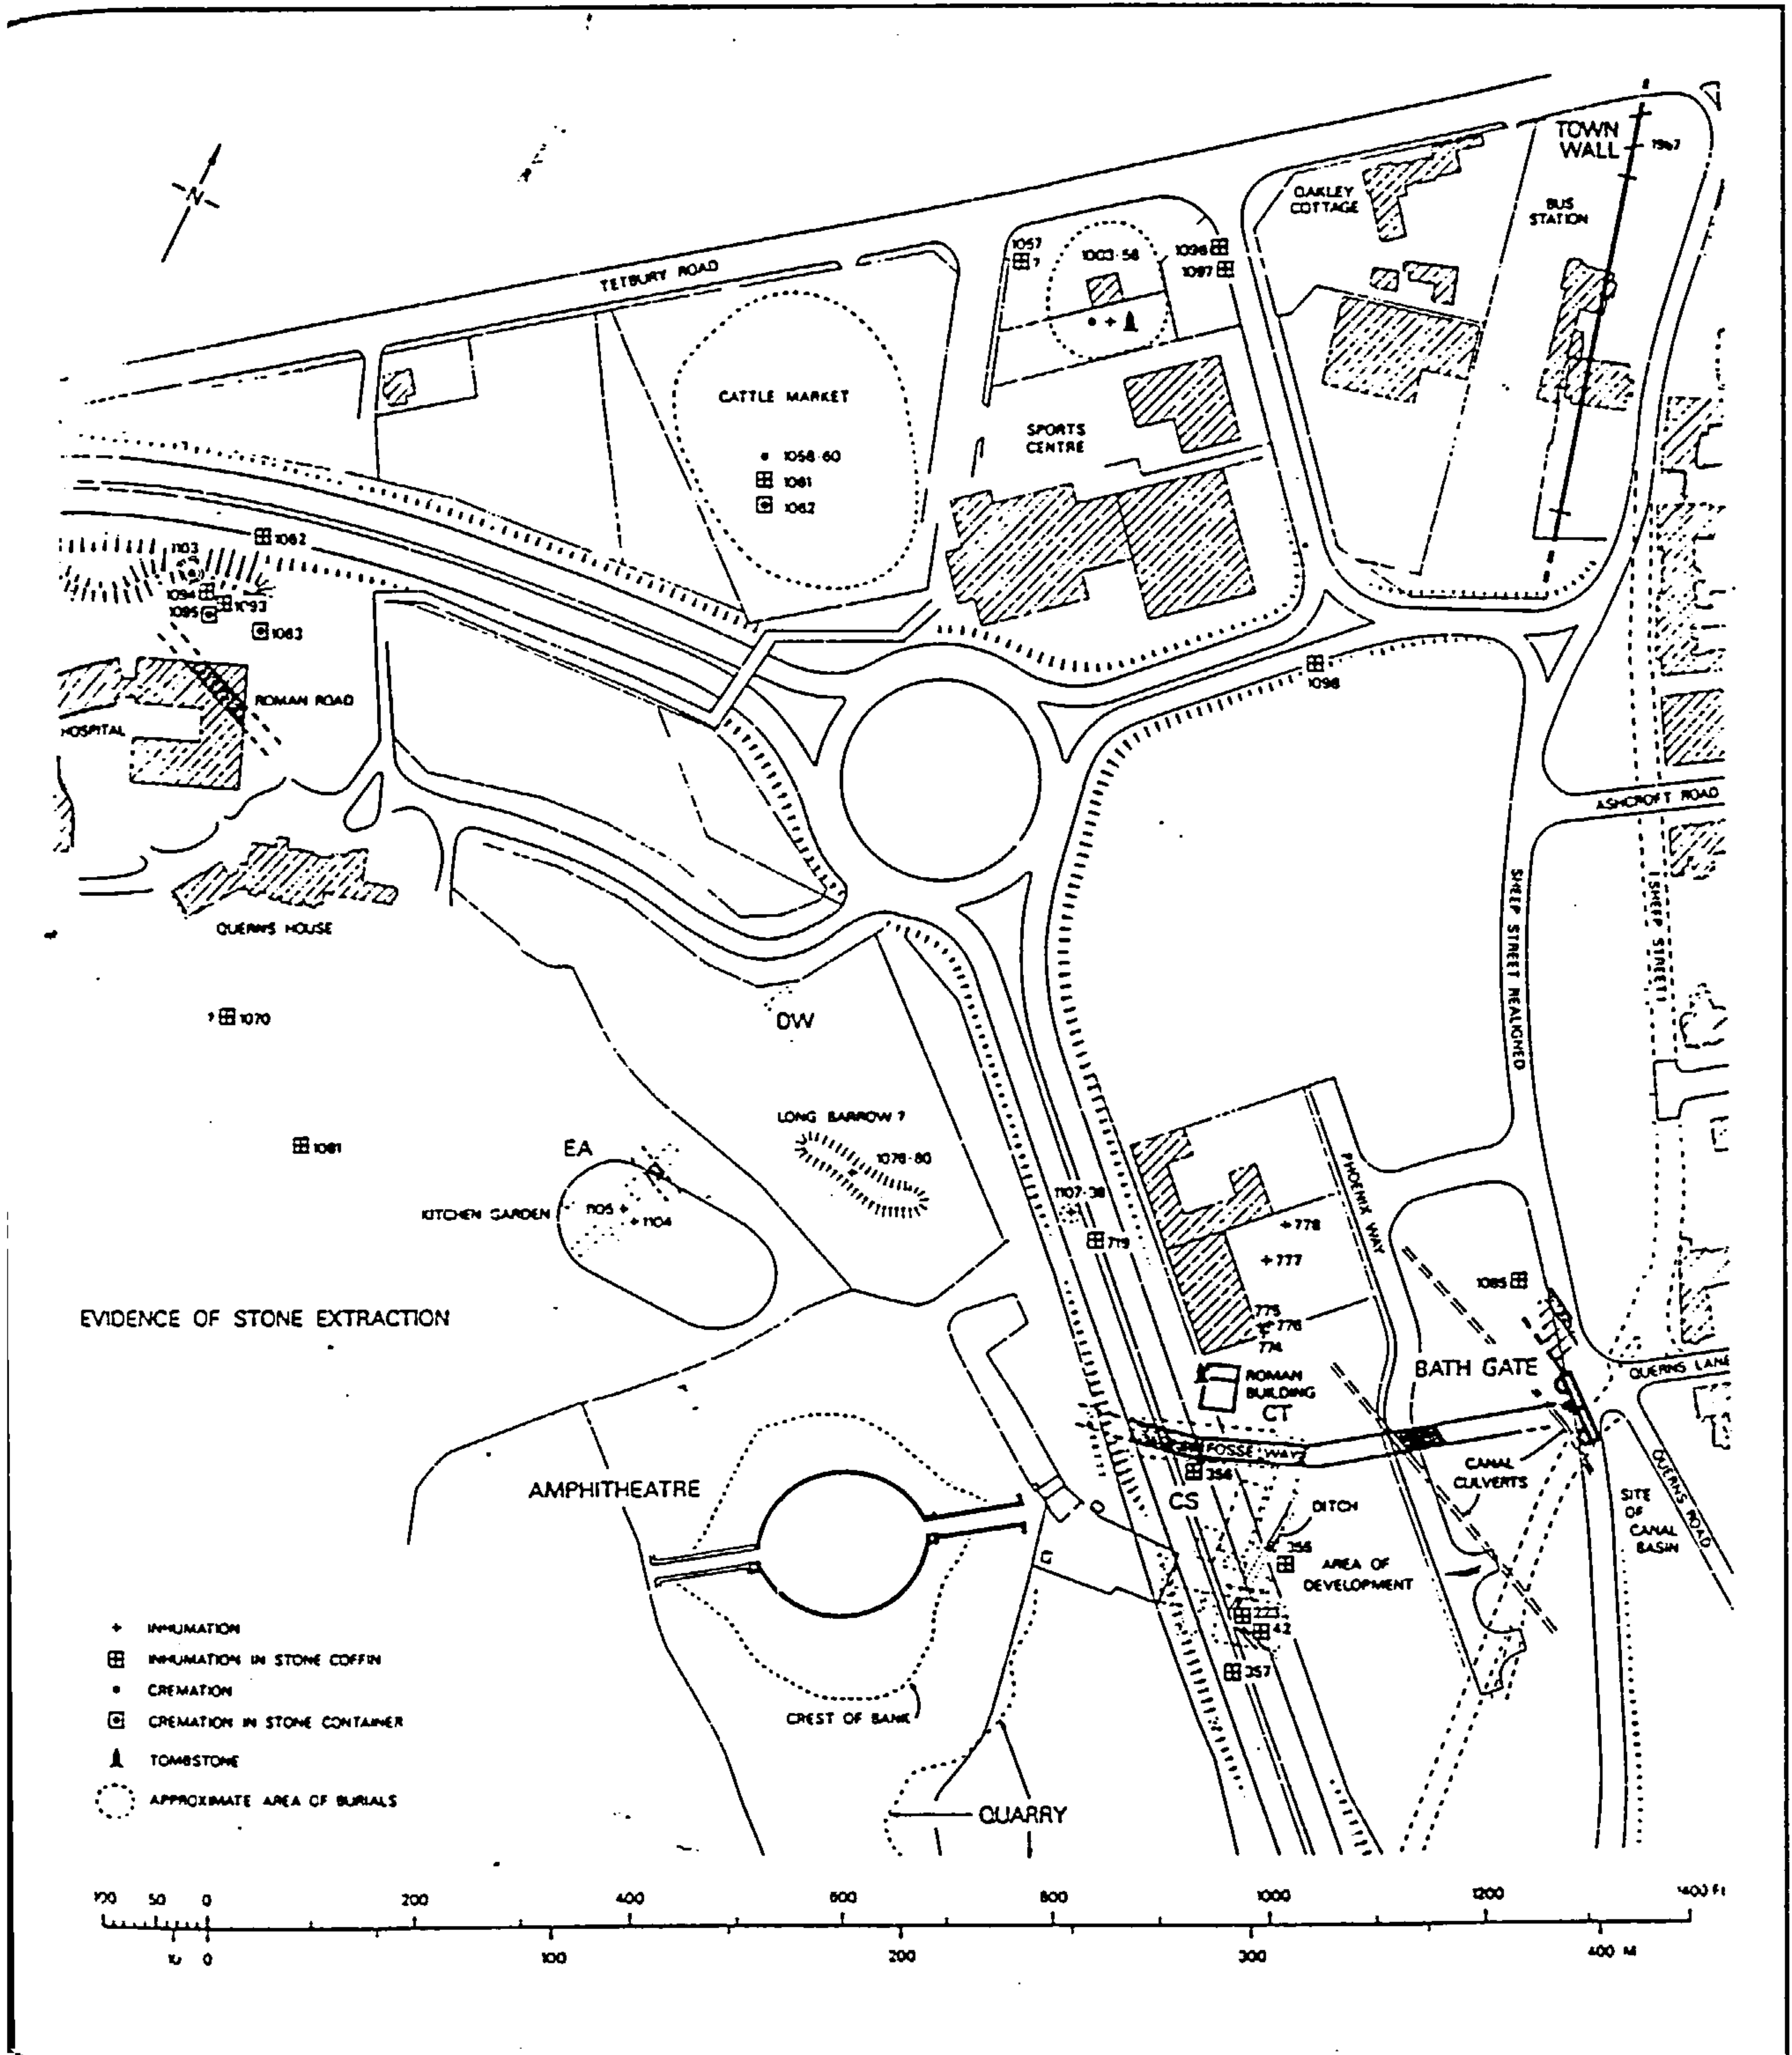 TOWN
WALL
1967
OAKLEY
COTTAGE
BUS
STATION
N
TETBURY ROAD
1057
?
1003-56
1096
1097
CATTLE MARKET
1058-60
1061
1062
SPORTS
CENTRE
1082
1103
1094
1093
1095
1083
ROMAN ROAD
HOSPITAL
1098
ASHCROFT ROAD
QUERNS HOUSE
SHEEP STREET REALIGNED
SHEEP STREET
? 1070
DW
LONG BARROW ?
1078-80
1081
EA
KITCHEN GARDEN
1105
1104
1107-38
719
PHOENIX WAY
778
777
775
776
774
1085
EVIDENCE OF STONE EXTRACTION
BATH GATE
QUERNS LANE
ROMAN
BUILDING
CT
FOSSE WAY
356
CS
CANAL
CULVERTS
QUERNS ROAD
SITE
OF
CANAL
BASIN
AMPHITHEATRE
DITCH
355
AREA OF
DEVELOPMENT
223
42
357
INHUMATION
INHUMATION IN STONE COFFIN
CREMATION
CREMATION IN STONE CONTAINER
TOMBSTONE
APPROXIMATE AREA OF BURIALS
CREST OF BANK
QUARRY
100 50 0 200 400 600 800 1000 1200 1400 Ft
10 0 100 200 300 400 M